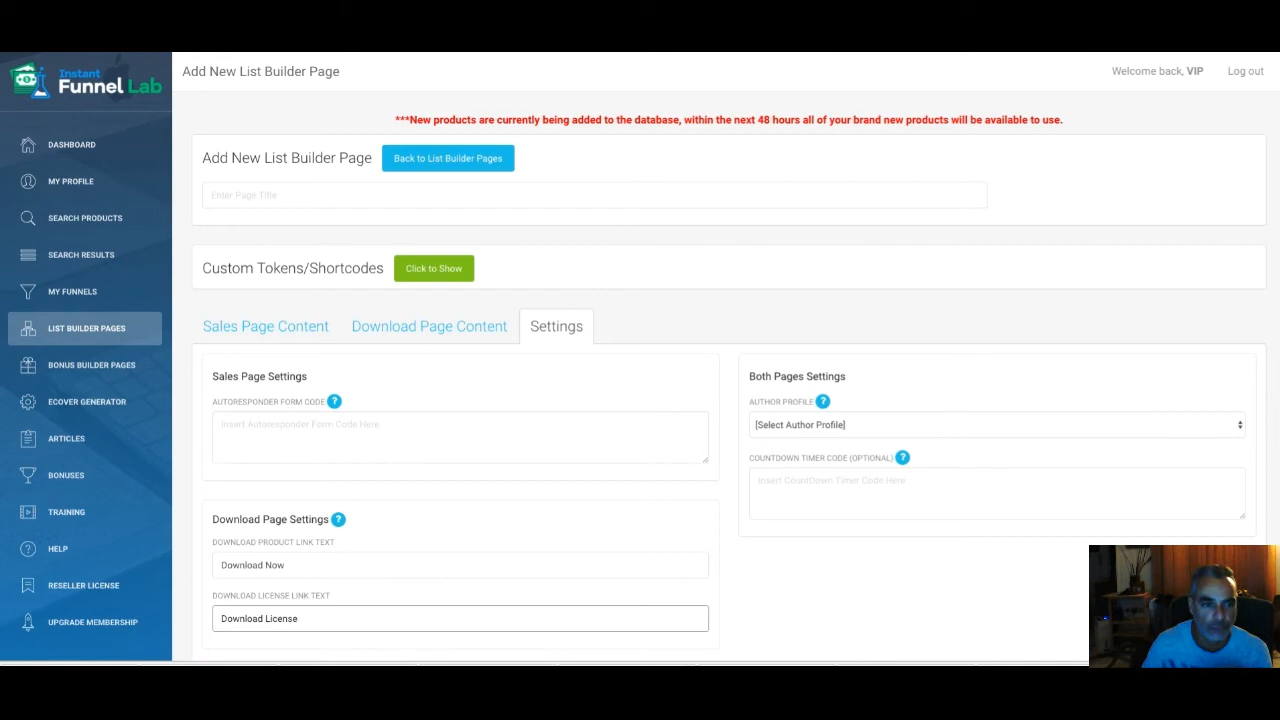 Instant
Funnel Lab
Add New List Builder Page
Welcome back, VIP
Log out
DASHBOARD
MY PROFILE
SEARCH PRODUCTS
SEARCH RESULTS
MY FUNNELS
LIST BUILDER PAGES
BONUS BUILDER PAGES
ECOVER GENERATOR
ARTICLES
BONUSES
TRAINING
HELP
RESELLER LICENSE
UPGRADE MEMBERSHIP
***New products are currently being added to the database, within the next 48 hours all of your brand new products will be available to use.
Add New List Builder Page
Back to List Builder Pages
Enter Page Title
Custom Tokens/Shortcodes
Click to Show
Sales Page Content
Download Page Content
Settings
Sales Page Settings
AUTORESPONDER FORM CODE ?
Insert Autoresponder Form Code Here
Download Page Settings ?
DOWNLOAD PRODUCT LINK TEXT
Download Now
DOWNLOAD LICENSE LINK TEXT
Download License
Both Pages Settings
AUTHOR PROFILE ?
[Select Author Profile]
COUNTDOWN TIMER CODE (OPTIONAL) ?
Insert CountDown Timer Code Here